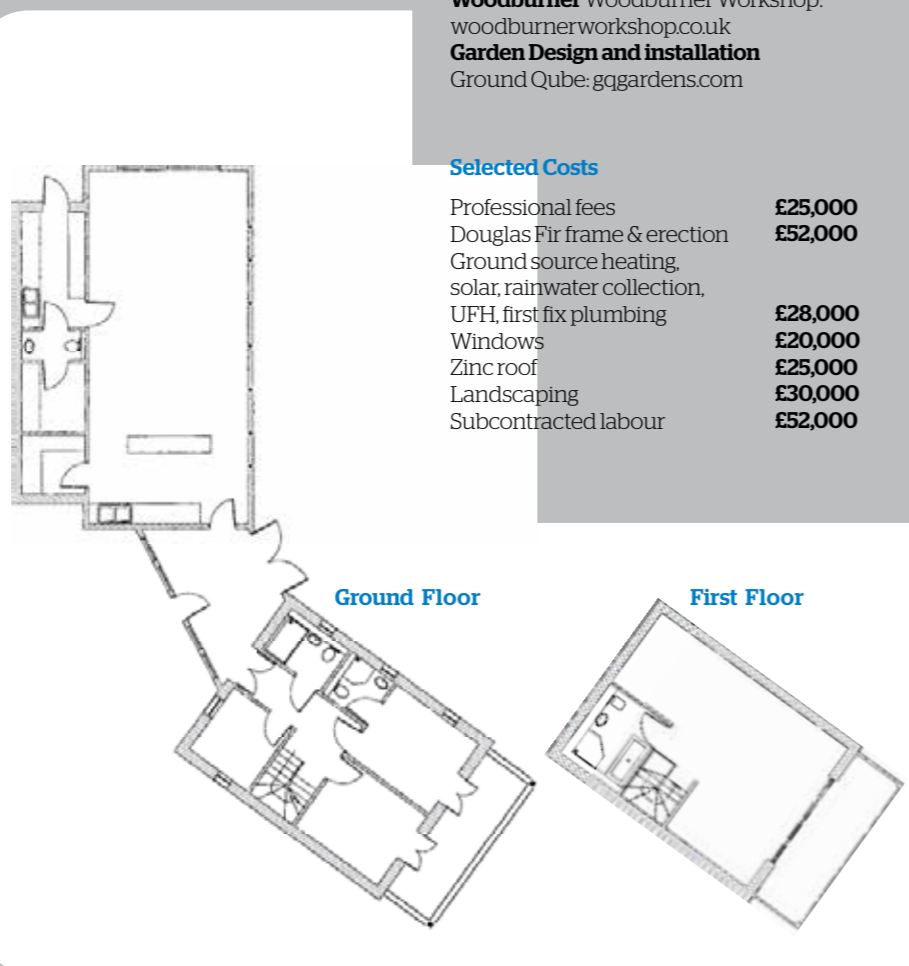 Woodburner Woodburner Workshop:
woodburnerworkshop.co.uk
Garden Design and installation
Ground Qube: gqgardens.com
Selected Costs
Professional fees £25,000
Douglas Fir frame & erection £52,000
Ground source heating,
solar, rainwater collection,
UFH, first fix plumbing £28,000
Windows £20,000
Zinc roof £25,000
Landscaping £30,000
Subcontracted labour £52,000
Ground Floor
First Floor